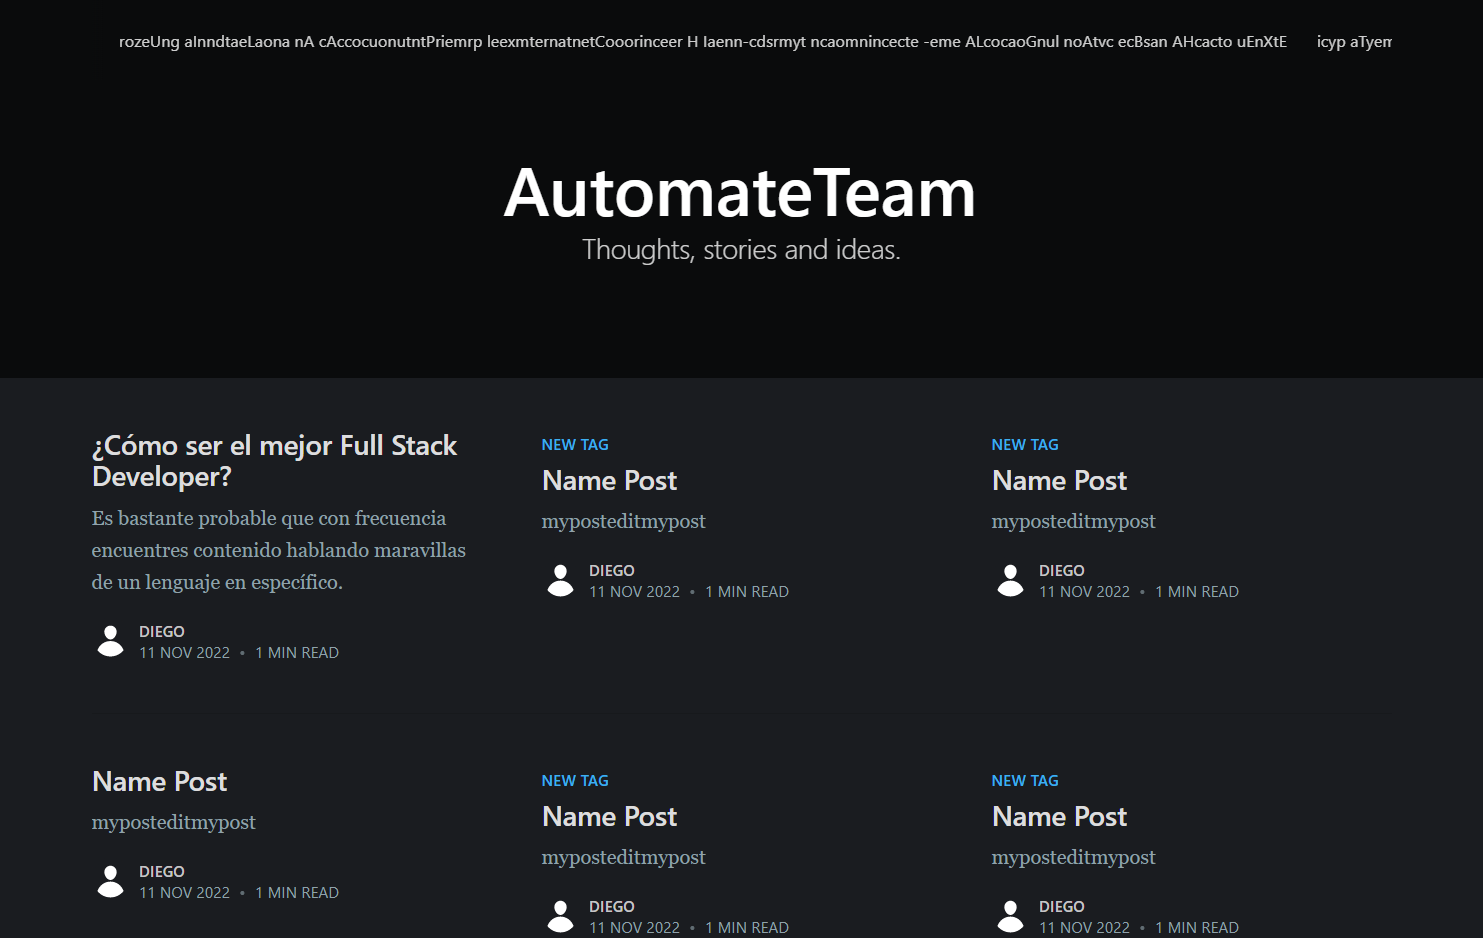 rozeUng aInndtaeLaona nA cAccocuonutntPriemrp leexmternatnetCooorinceer H Iaenn-cdsrmyt ncaomnincecte -eme ALcocaoGnul noAtvc ecBsan AHcacto uEnXtE icyp aTyem
AutomateTeam
Thoughts, stories and ideas.
¿Cómo ser el mejor Full Stack
Developer?
Es bastante probable que con frecuencia
encuentres contenido hablando maravillas
de un lenguaje en específico.
DIEGO
11 NOV 2022 • 1 MIN READ
NEW TAG
Name Post
myposteditmypost
DIEGO
11 NOV 2022 • 1 MIN READ
NEW TAG
Name Post
myposteditmypost
DIEGO
11 NOV 2022 • 1 MIN READ
Name Post
myposteditmypost
DIEGO
11 NOV 2022 • 1 MIN READ
NEW TAG
Name Post
myposteditmypost
DIEGO
11 NOV 2022 • 1 MIN READ
NEW TAG
Name Post
myposteditmypost
DIEGO
11 NOV 2022 • 1 MIN READ